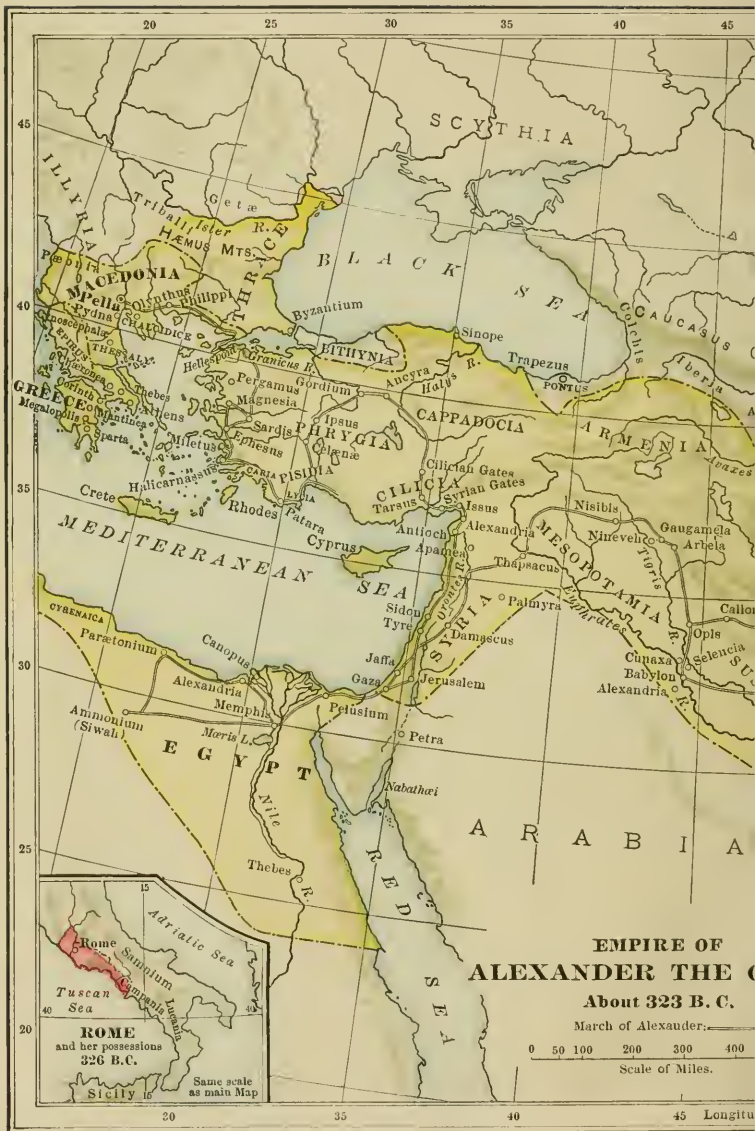 20 25 30 35 40 45
45
40
35
30
25
20
SCYTHIA
ILLYRIA
Getæ
Triballi
Ister R.
HÆMUS MTS.
THRACE
BLACK SEA
CAUCASUS
Colchis
Iberia
Pæonia
MACEDONIA
Pella
Olynthus
Philippi
Pydna
CHALCIDICE
Byzantium
BITHYNIA
Sinope
Trapezus
PONTUS
EPIRUS
THESSALY
Hellespont
Granicus R.
Gordium
Ancyra
Halys R.
ARMENIA
Araxes
Pergamus
Magnesia
Thebes
Corinth
Athens
GREECE
Mantinea
Megalopolis
Sparta
Ipsus
Sardis
PHRYGIA
CAPPADOCIA
Celænæ
Ephesus
Miletus
PISIDIA
CARIA
LYCIA
Halicarnassus
Patara
Rhodes
Crete
Cilician Gates
CILICIA
Tarsus
Syrian Gates
Issus
Alexandria
Antioch
Apamea
Orontes R.
Cyprus
MEDITERRANEAN SEA
Nisibis
Nineveh
Gaugamela
Arbela
MESOPOTAMIA
Tigris R.
Thapsacus
Euphrates R.
Palmyra
SYRIA
Sidon
Tyre
Damascus
Opis
Cunaxa
Seleucia
Babylon
Alexandria
CYRENAICA
Parætonium
Canopus
Alexandria
Memphis
Pelusium
Jaffa
Gaza
Jerusalem
Ammonium
(Siwah)
Mœris L.
EGYPT
Petra
Nabathæi
Nile R.
Thebes
RED SEA
ARABIA
15
Adriatic Sea
Rome
Samnium
Campania
Lucania
Tuscan
Sea
40 40
ROME
and her possessions
326 B.C.
Sicily
15
Same scale
as main Map
EMPIRE OF
ALEXANDER THE
About 323 B. C.
March of Alexander:
0 50 100 200 300 400
Scale of Miles.
30 35 40 45 Longitu